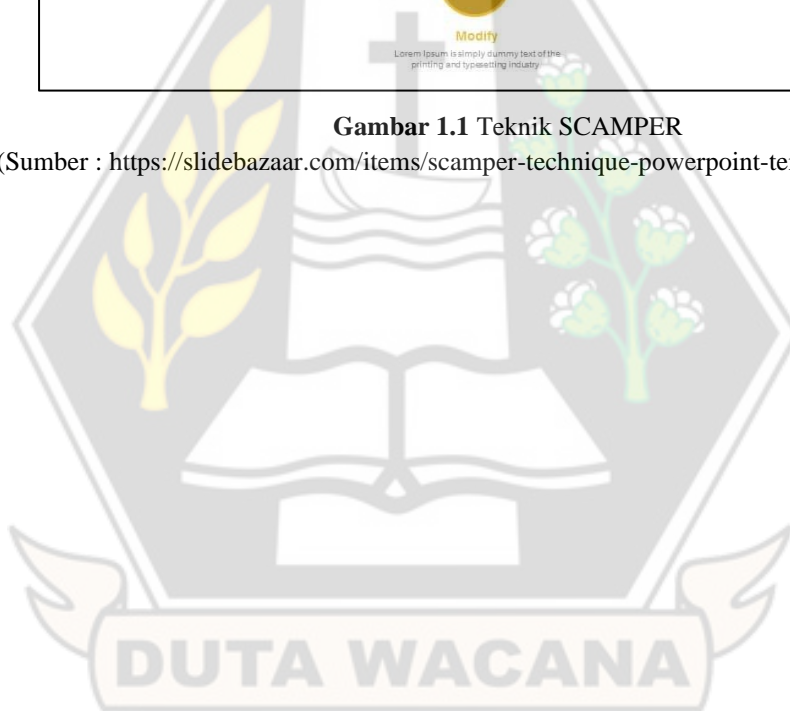 Modify
Lorem Ipsum is simply dummy text of the
printing and typesetting industry
Gambar 1.1 Teknik SCAMPER
(Sumber : https://slidebazaar.com/items/scamper-technique-powerpoint-te
DUTA WACANA